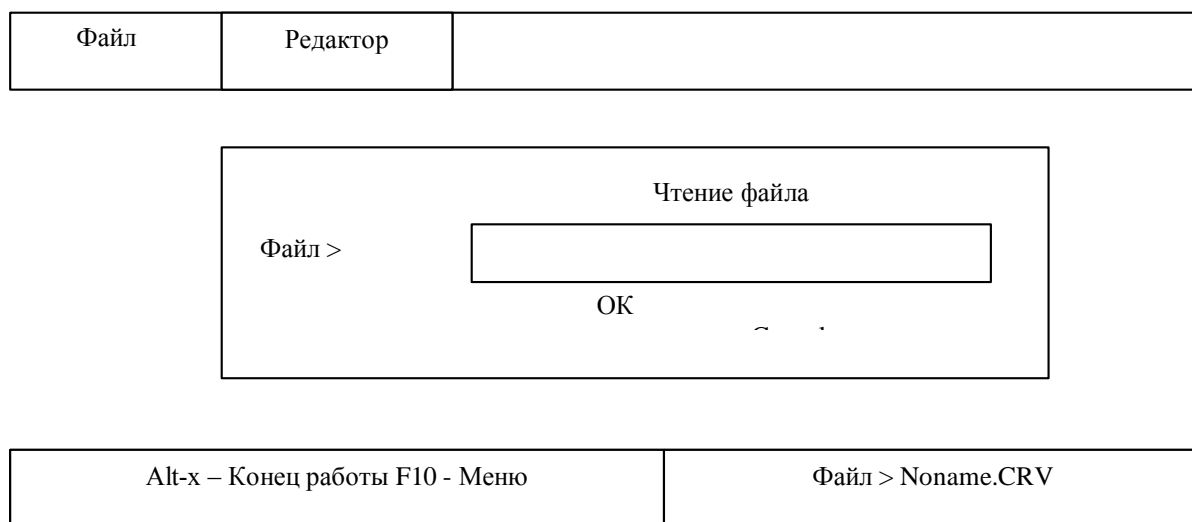 Файл Редактор
Чтение файла
Файл >
ОК
Alt-x – Конец работы F10 - Меню Файл > Noname.CRV